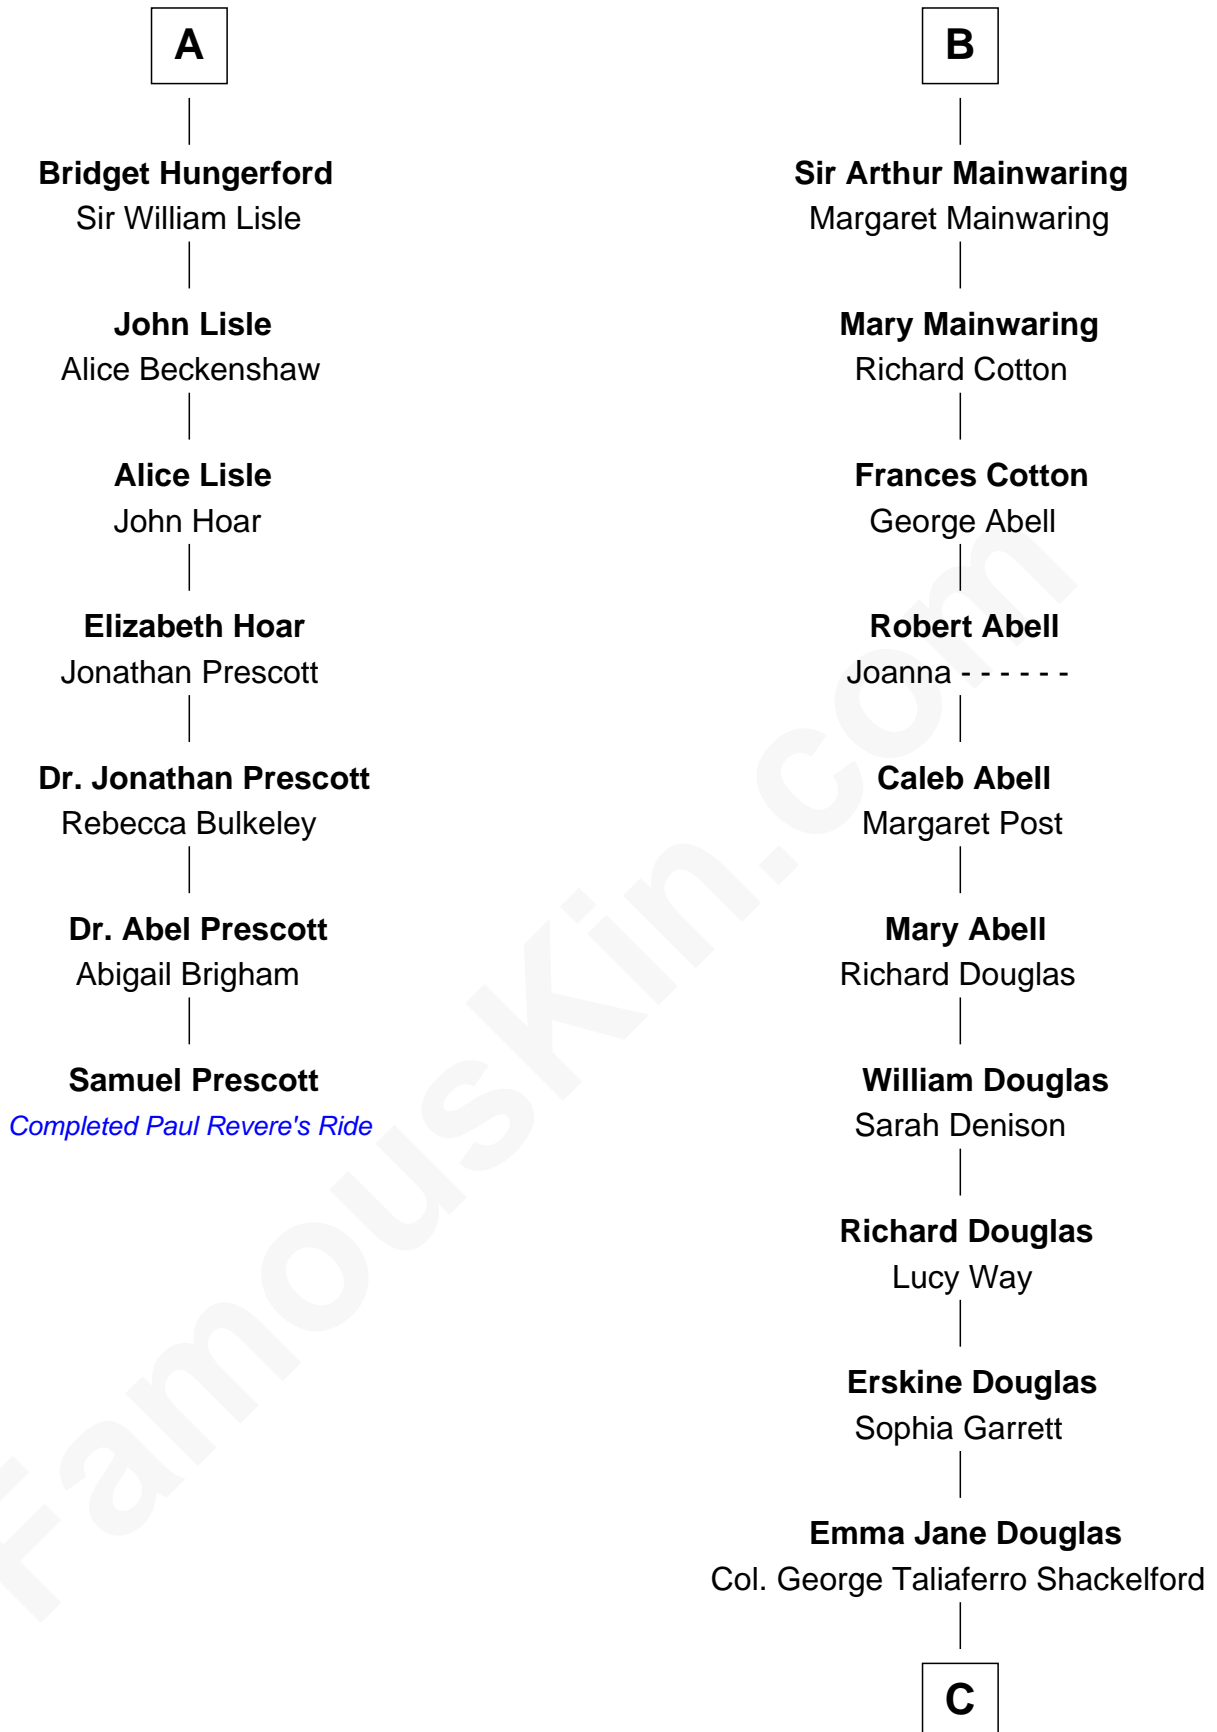 A
Bridget Hungerford
Sir William Lisle
John Lisle
Alice Beckenshaw
Alice Lisle
John Hoar
Elizabeth Hoar
Jonathan Prescott
Dr. Jonathan Prescott
Rebecca Bulkeley
Dr. Abel Prescott
Abigail Brigham
Samuel Prescott
Completed Paul Revere's Ride
B
Sir Arthur Mainwaring
Margaret Mainwaring
Mary Mainwaring
Richard Cotton
Frances Cotton
George Abell
Robert Abell
Joanna - - - - - -
Caleb Abell
Margaret Post
Mary Abell
Richard Douglas
William Douglas
Sarah Denison
Richard Douglas
Lucy Way
Erskine Douglas
Sophia Garrett
Emma Jane Douglas
Col. George Taliaferro Shackelford
C
FamousKin.com